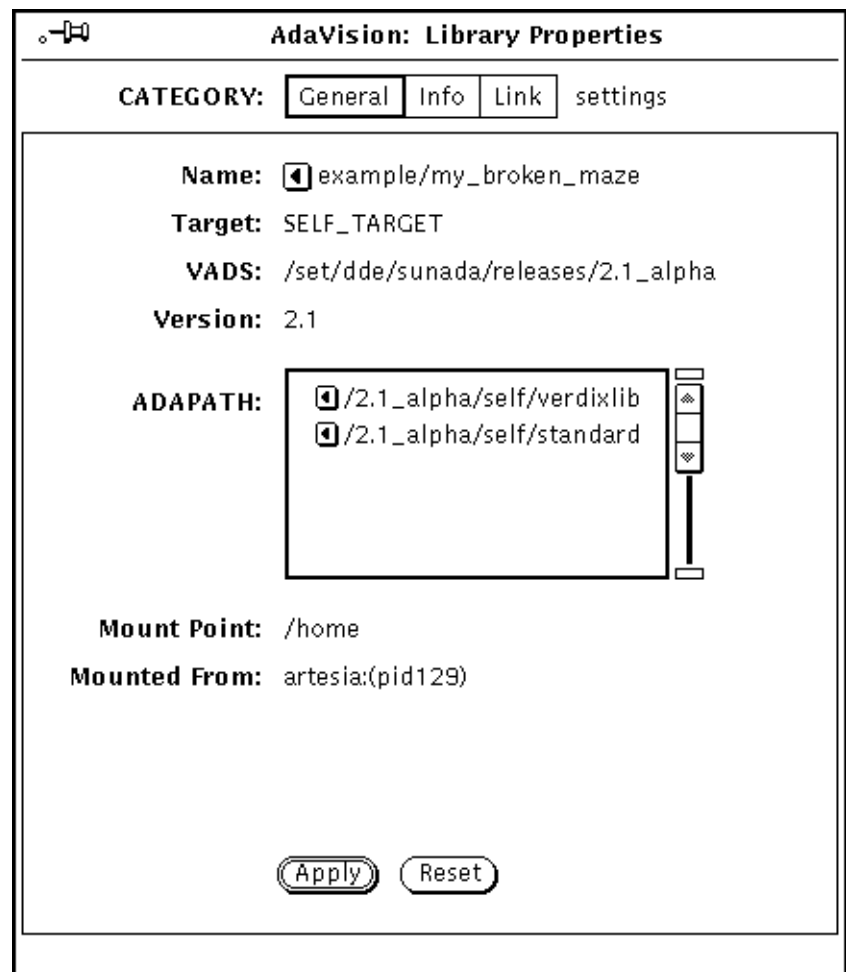 AdaVision: Library Properties
CATEGORY: General Info Link settings
Name: example/my_broken_maze
Target: SELF_TARGET
VADS: /set/dde/sunada/releases/2.1_alpha
Version: 2.1
ADAPATH: /2.1_alpha/self/verdixlib
/2.1_alpha/self/standard
Mount Point: /home
Mounted From: artesia:(pid129)
Apply Reset